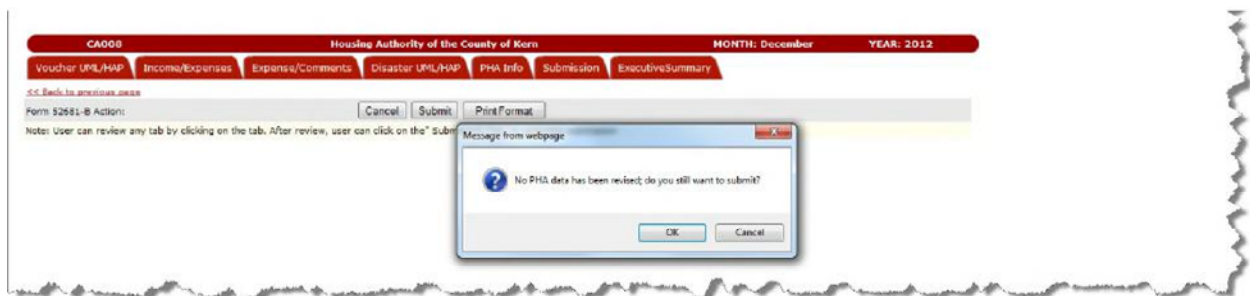 CA008 Housing Authority of the County of Kern MONTH: December YEAR: 2012
Voucher UML/HAP Income/Expenses Expense/Comments Disaster UML/HAP PHA Info Submission ExecutiveSummary
<< Back to previous page
Form 52681-B Action: Cancel Submit Print Format
Note: User can review any tab by clicking on the tab. After review, user can click on the" Subm
Message from webpage
No PHA data has been revised; do you still want to submit?
OK Cancel